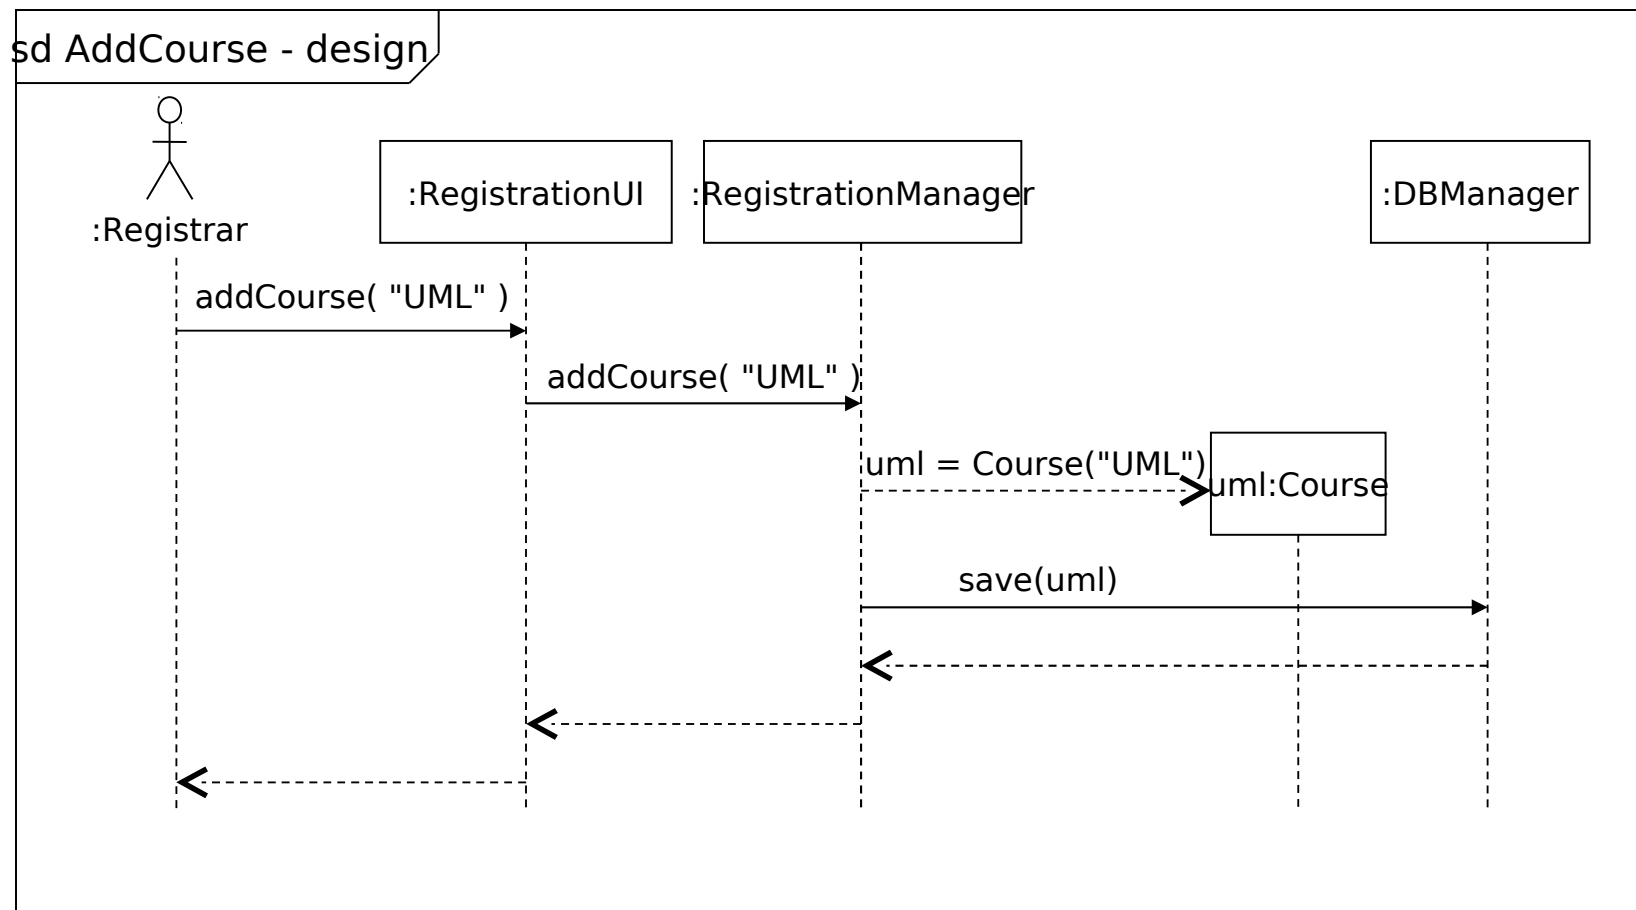 sd AddCourse - design
:Registrar
:RegistrationUI
:RegistrationManager
:DBManager
addCourse( "UML" )
addCourse( "UML" )
uml = Course("UML")
uml:Course
save(uml)